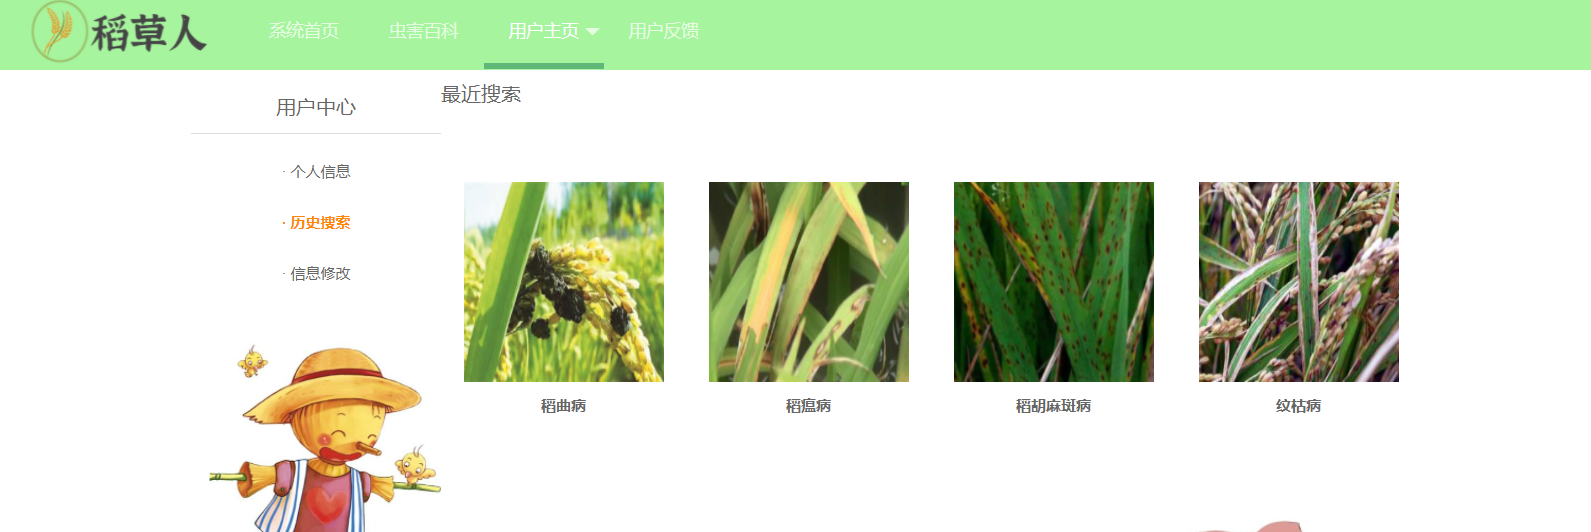 稻草人
系统首页 虫害百科 用户主页 用户反馈
用户中心
· 个人信息
· 历史搜索
· 信息修改
最近搜索
稻曲病 稻瘟病 稻胡麻斑病 纹枯病